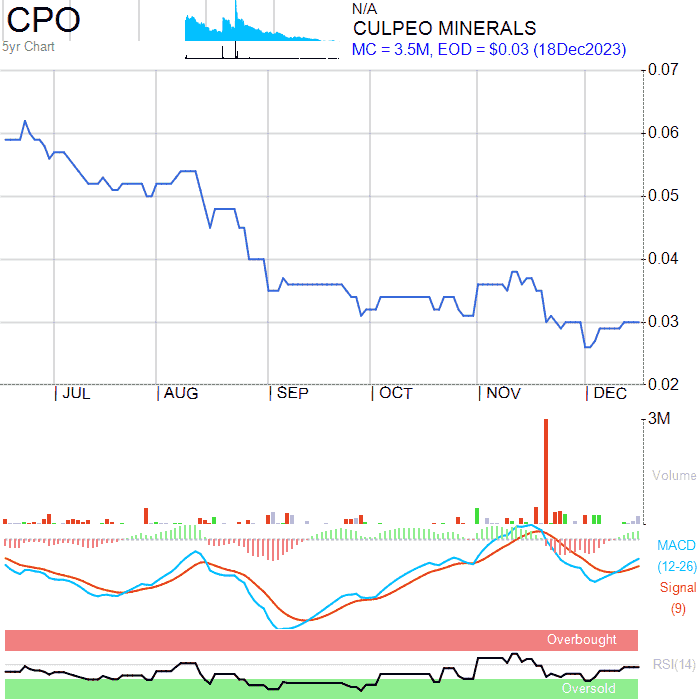 CPO
5yr Chart
N/A
CULPEO MINERALS
MC = 3.5M, EOD = $0.03 (18Dec2023)
0.07
0.06
0.05
0.04
0.03
0.02
JUL AUG SEP OCT NOV DEC
3M
Volume
MACD
(12-26)
Signal
(9)
Overbought
RSI(14)
Oversold